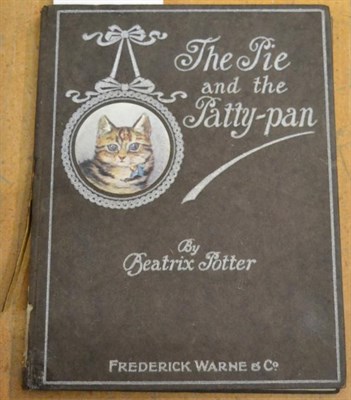 The Pie
and the
Patty-pan
By
Beatrix Potter
FREDERICK WARNE & Co